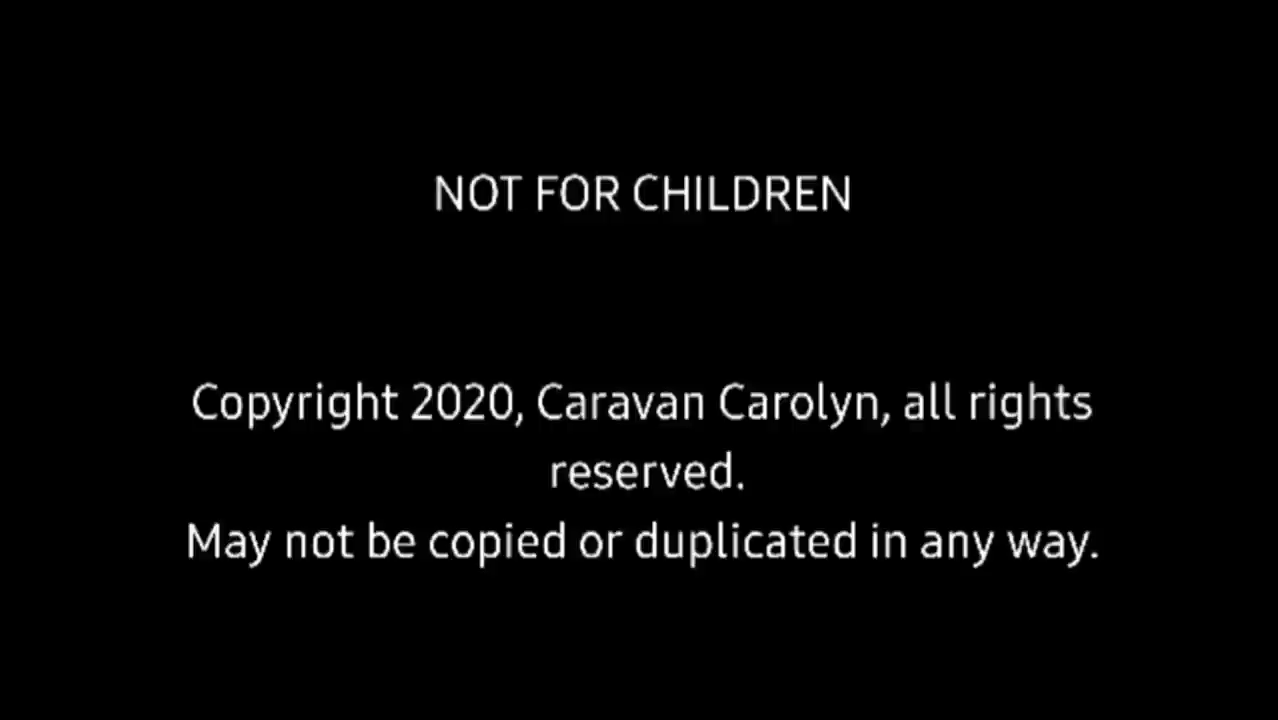 NOT FOR CHILDREN
Copyright 2020, Caravan Carolyn, all rights
reserved.
May not be copied or duplicated in any way.